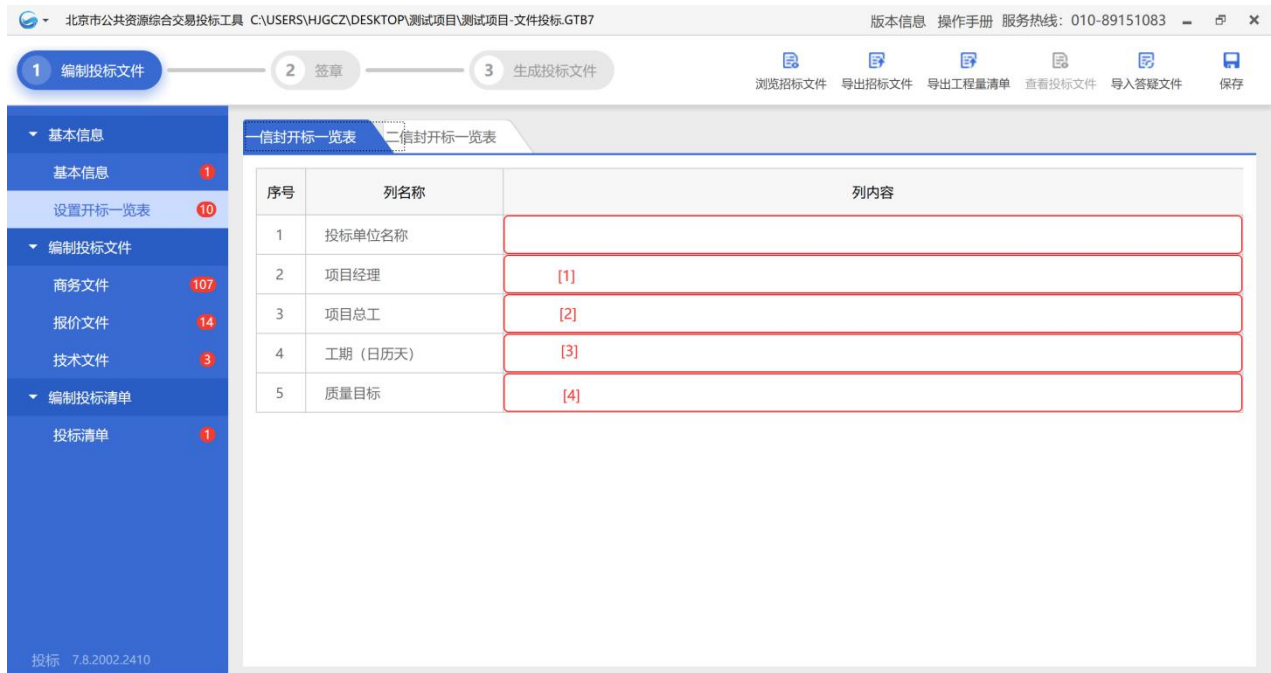 北京市公共资源综合交易投标工具 C:\USERS\HJGCZ\DESKTOP\测试项目\测试项目-文件投标.GTB7 版本信息 操作手册 服务热线：010-89151083
1 编制投标文件 2 签章 3 生成投标文件
浏览招标文件 导出招标文件 导出工程量清单 查看投标文件 导入答疑文件 保存
基本信息
基本信息 1
设置开标一览表 10
编制投标文件
商务文件 107
报价文件 14
技术文件 3
编制投标清单
投标清单 1
投标 7.8.2002.2410
一信封开标一览表 二信封开标一览表
序号 列名称 列内容
1 投标单位名称
2 项目经理 [1]
3 项目总工 [2]
4 工期（日历天） [3]
5 质量目标 [4]